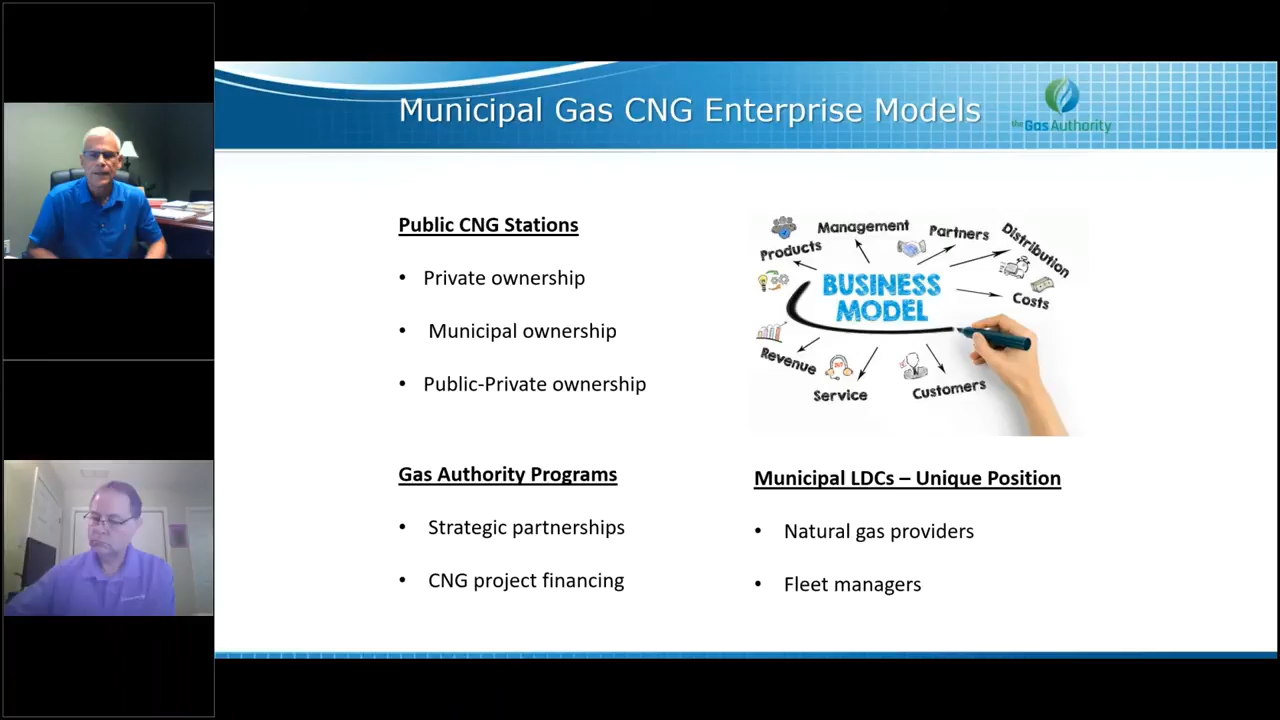 Municipal Gas CNG Enterprise Models
the Gas Authority
Public CNG Stations
• Private ownership
• Municipal ownership
• Public-Private ownership
Products
Management
Partners
Distribution
BUSINESS
MODEL
Costs
Revenue
Service
Customers
Gas Authority Programs
• Strategic partnerships
• CNG project financing
Municipal LDCs – Unique Position
• Natural gas providers
• Fleet managers